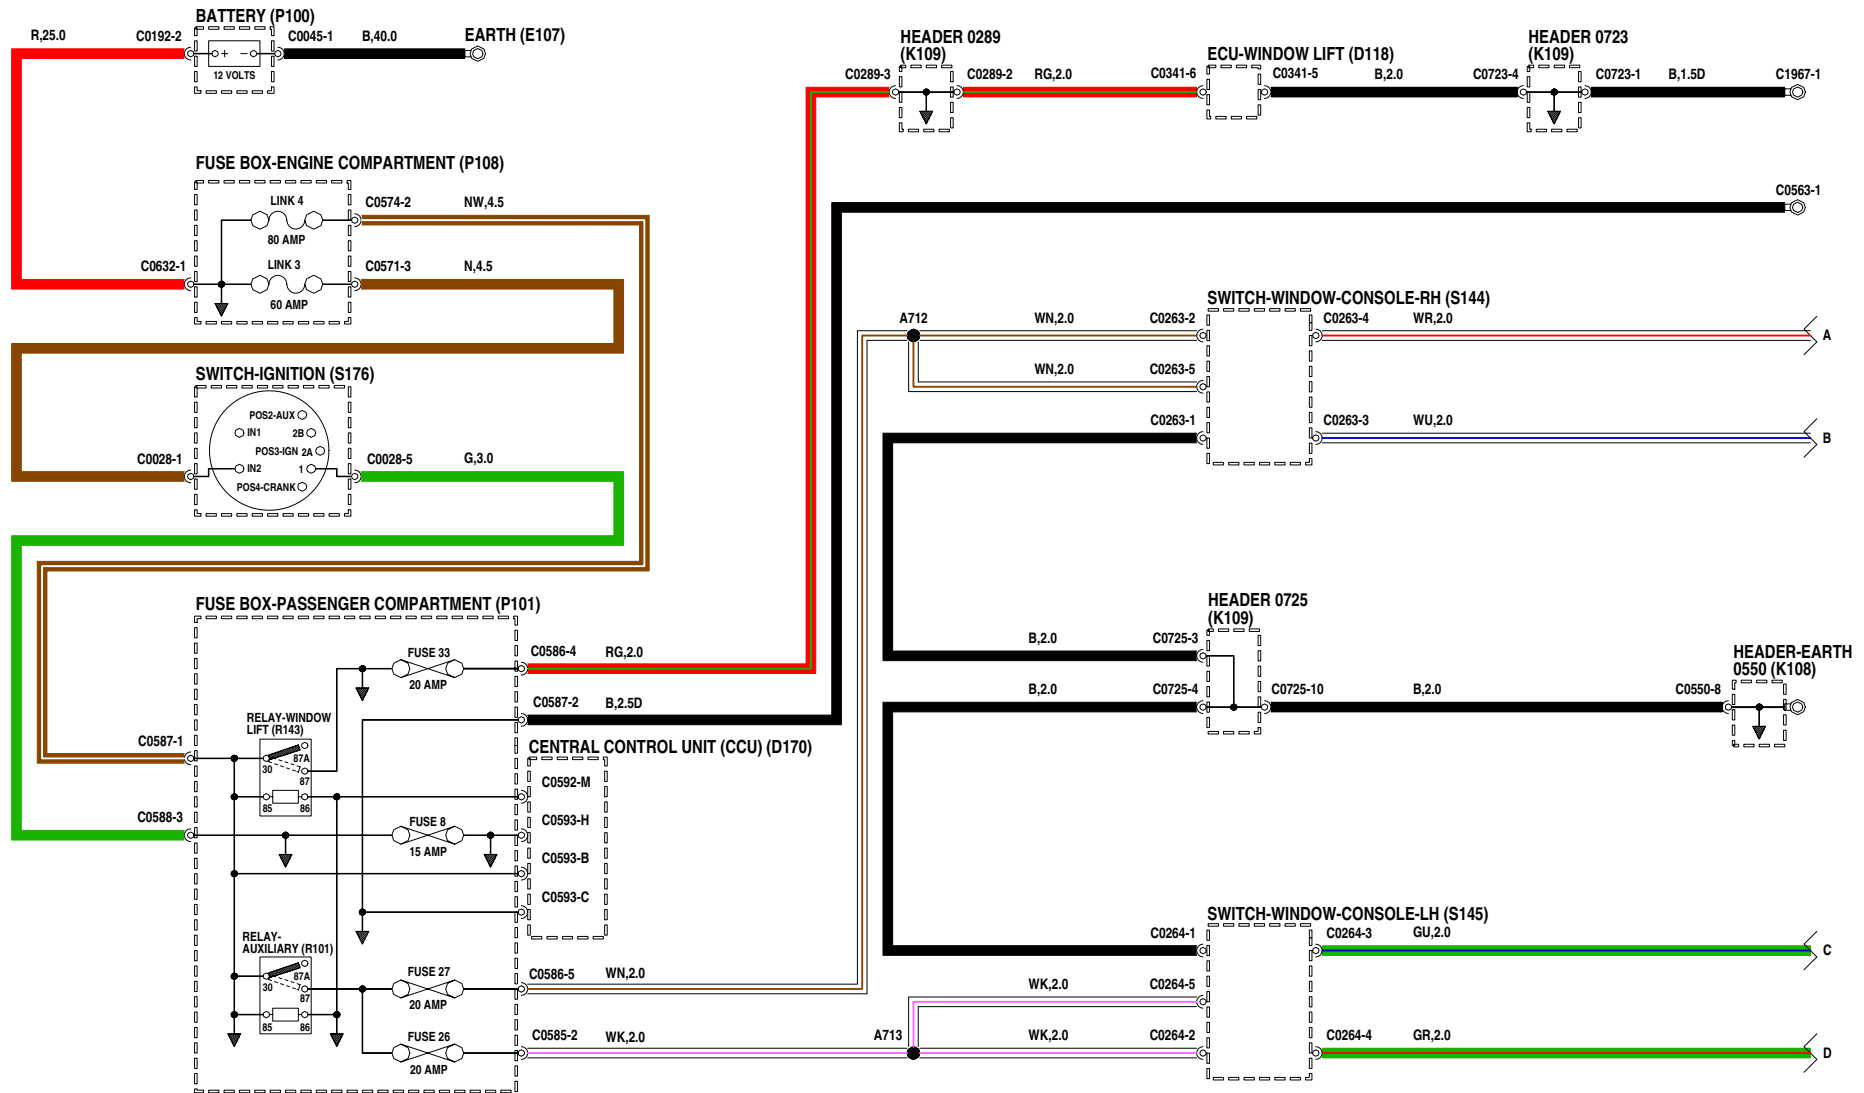 BATTERY (P100)
R,25.0
C0192-2
C0045-1
B,40.0
EARTH (E107)
+ −
12 VOLTS
HEADER 0289
(K109)
C0289-3
C0289-2
RG,2.0
C0341-6
ECU-WINDOW LIFT (D118)
C0341-5
B,2.0
C0723-4
HEADER 0723
(K109)
C0723-1
B,1.5D
C1967-1
FUSE BOX-ENGINE COMPARTMENT (P108)
LINK 4
80 AMP
C0574-2
NW,4.5
C0632-1
LINK 3
60 AMP
C0571-3
N,4.5
C0563-1
SWITCH-WINDOW-CONSOLE-RH (S144)
A712
WN,2.0
C0263-2
C0263-4
WR,2.0
A
WN,2.0
C0263-5
C0263-1
C0263-3
WU,2.0
B
SWITCH-IGNITION (S176)
POS2-AUX
IN1
2B
POS3-IGN
2A
IN2
1
POS4-CRANK
C0028-1
C0028-5
G,3.0
FUSE BOX-PASSENGER COMPARTMENT (P101)
FUSE 33
20 AMP
C0586-4
RG,2.0
C0587-2
B,2.5D
HEADER 0725
(K109)
B,2.0
C0725-3
B,2.0
C0725-4
C0725-10
B,2.0
C0550-8
HEADER-EARTH
0550 (K108)
RELAY-WINDOW
LIFT (R143)
C0587-1
30
87A
87
85
86
CENTRAL CONTROL UNIT (CCU) (D170)
C0592-M
C0593-H
C0593-B
C0593-C
C0588-3
FUSE 8
15 AMP
RELAY-
AUXILIARY (R101)
30
87A
87
85
86
FUSE 27
20 AMP
C0586-5
WN,2.0
FUSE 26
20 AMP
C0585-2
WK,2.0
A713
SWITCH-WINDOW-CONSOLE-LH (S145)
C0264-1
C0264-3
GU,2.0
C
WK,2.0
C0264-5
WK,2.0
C0264-2
C0264-4
GR,2.0
D